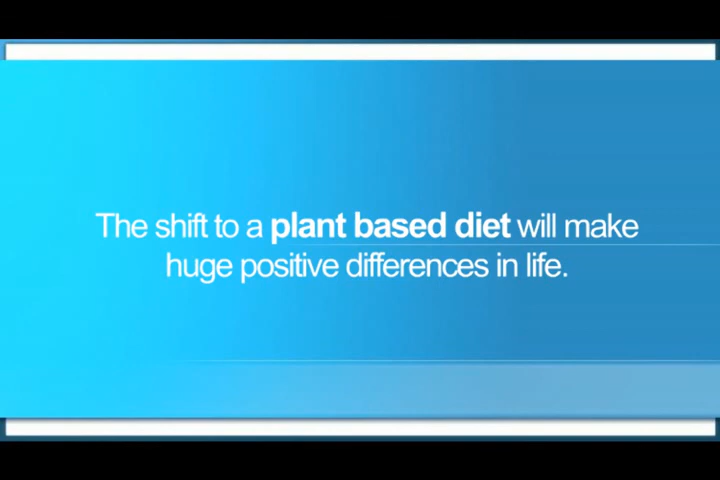 The shift to a plant based diet will make
huge positive differences in life.